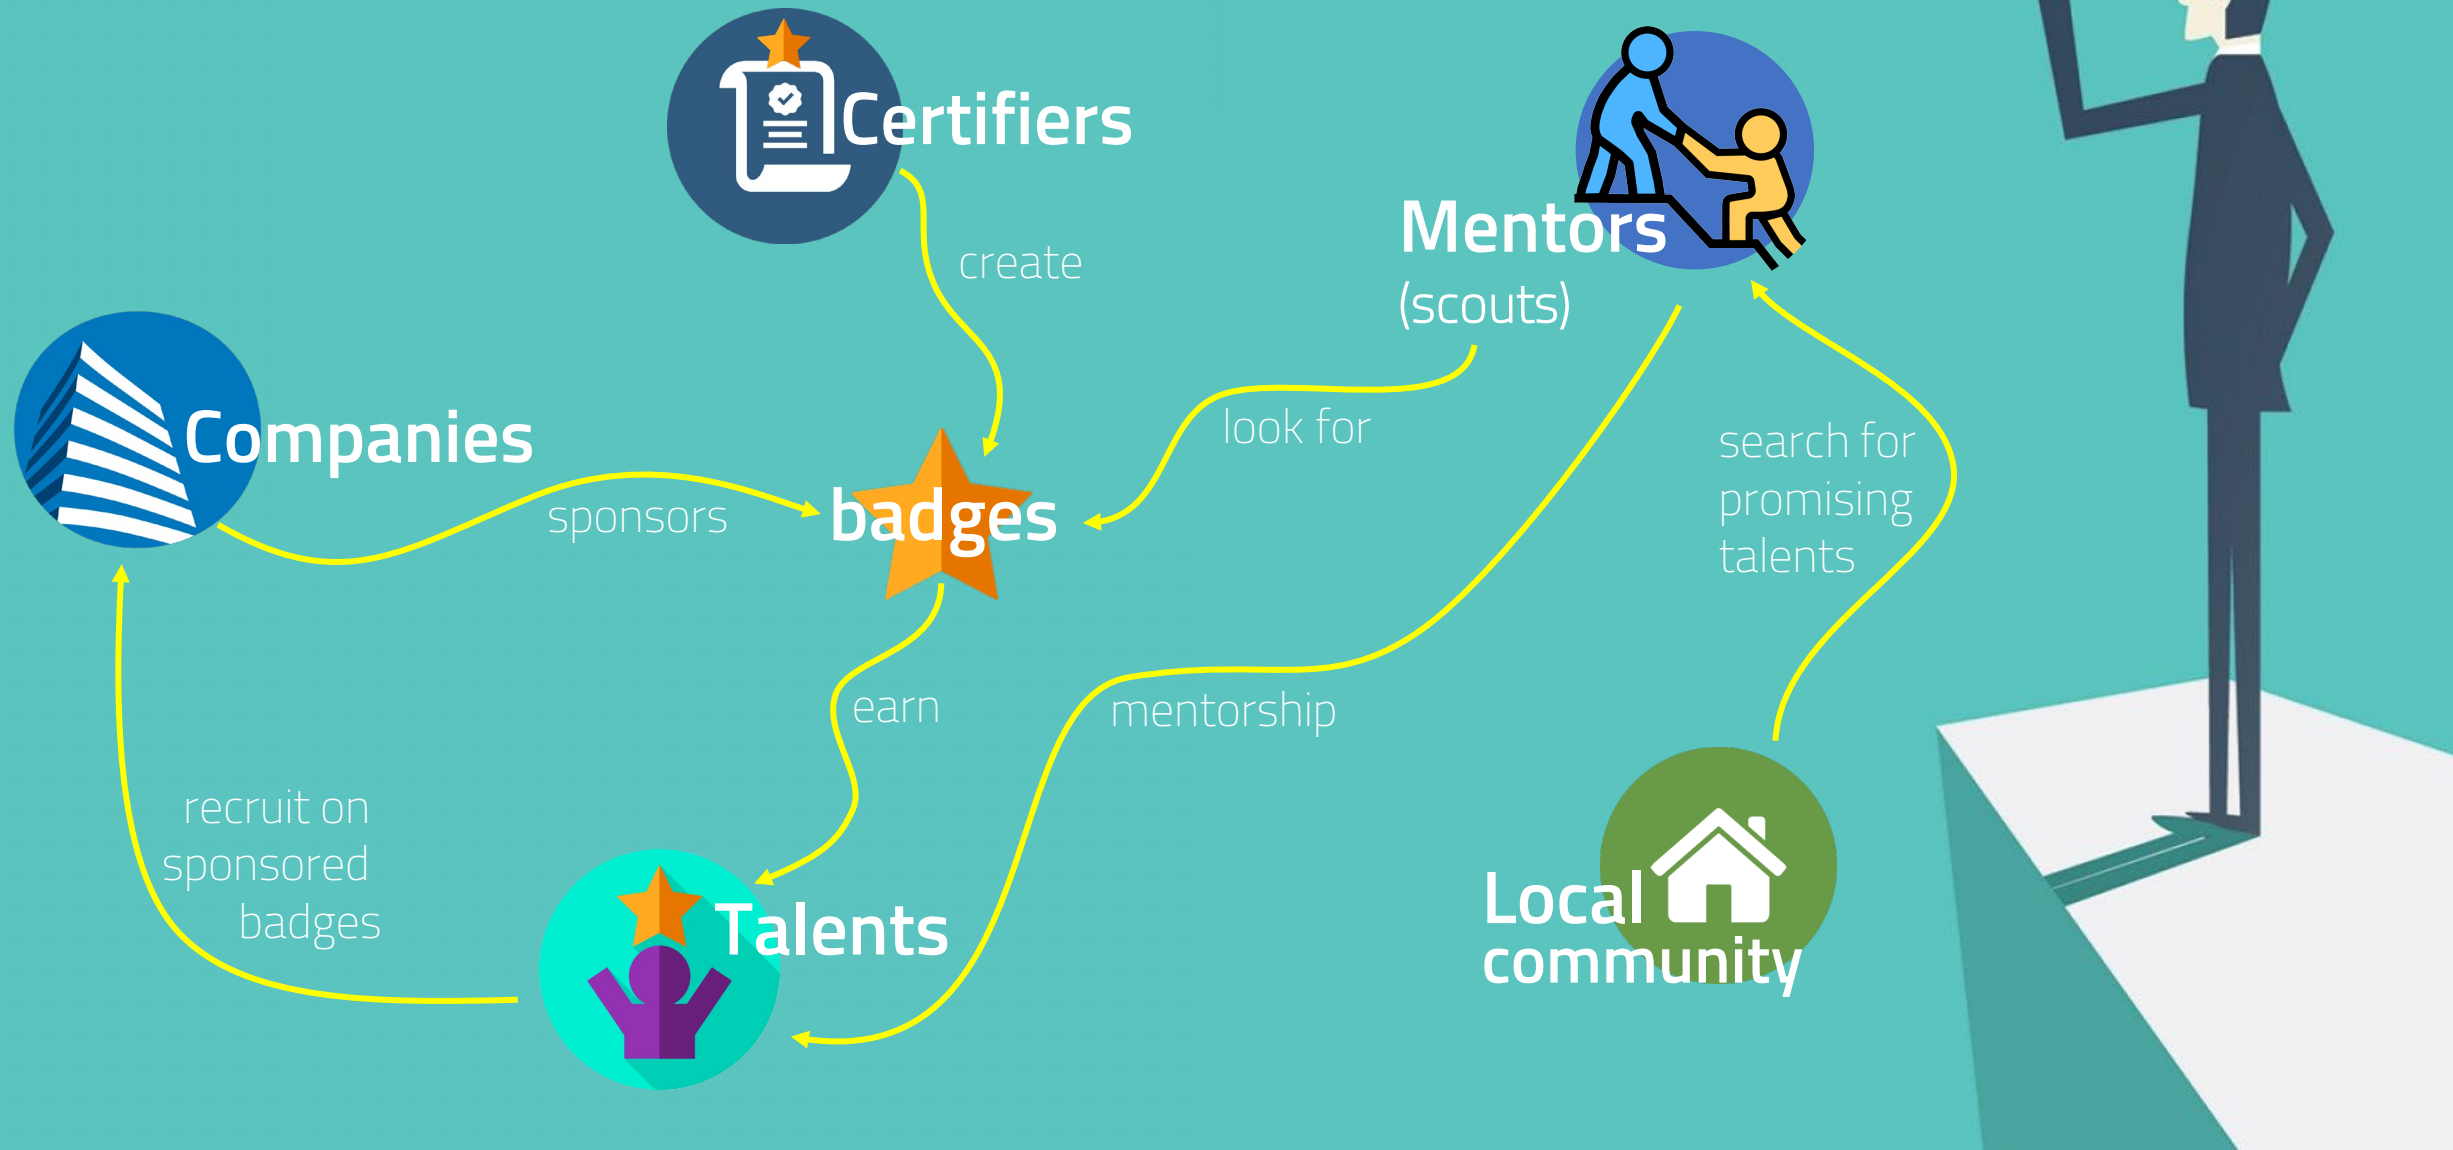 Certifiers
create
Mentors
(scouts)
Companies
sponsors
badges
look for
search for
promising
talents
earn
mentorship
recruit on
sponsored
badges
Talents
Local
community